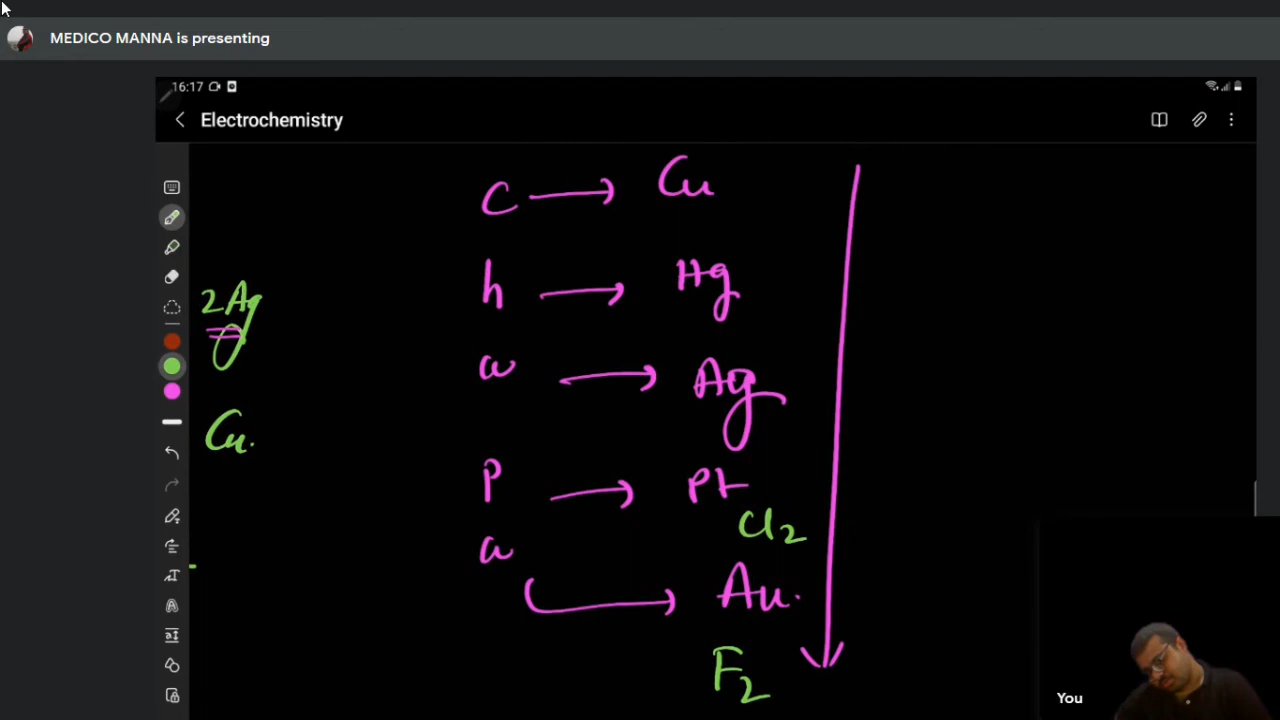 MEDICO MANNA is presenting
16:17
Electrochemistry
C → Cu
h → Hg
2Ag
a → Ag
Cu.
P → Pt
Cl2
a → Au.
F2
You